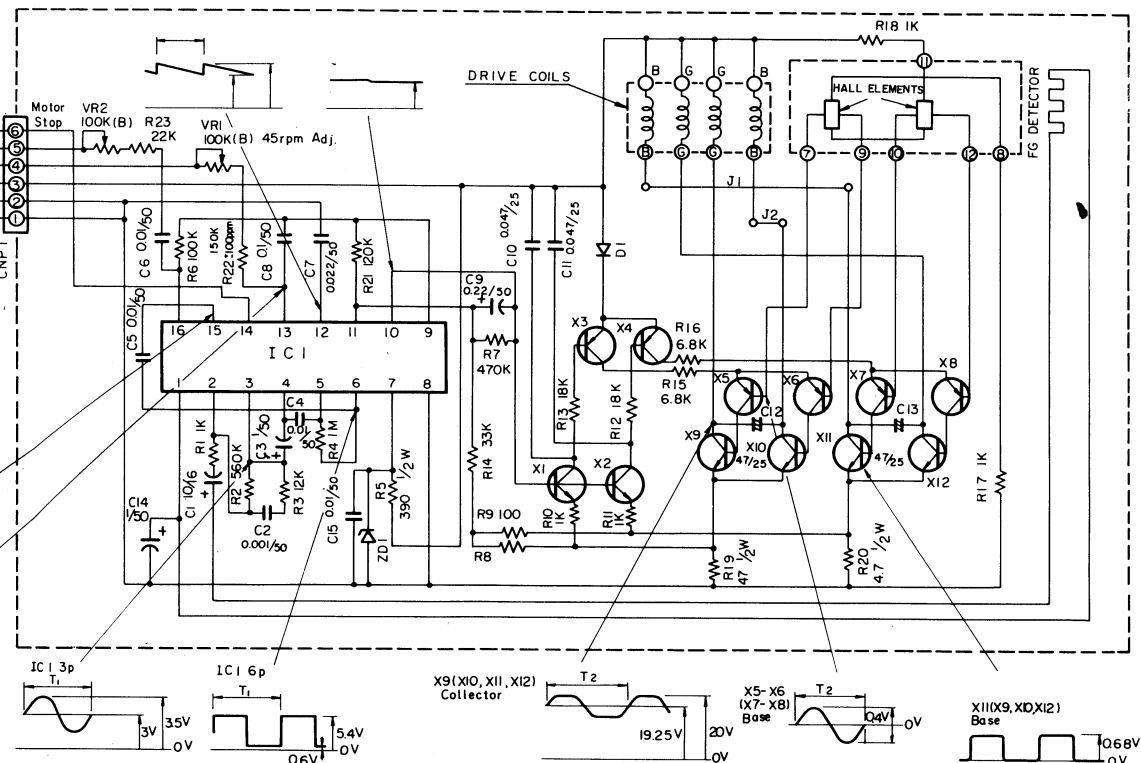 R18 1K
B G G B
DRIVE COILS
11
HALL ELEMENTS
FG DETECTOR
Motor
Stop
VR2
100K(B)
R23
22K
VR1
100K(B) 45rpm Adj.
6
5
4
3
2
1
CNP1
B G G B
7 9 10 12 8
J1
J2
C6 0.01/50
R6 100K
150K
R22±100ppm
C8 0.1/50
C7
0.022/50
R21 120K
C9
0.22/50
C10 0.047/25
C11 0.047/25
D1
C5 0.01/50
16 15 14 13 12 11 10 9
IC1
1 2 3 4 5 6 7 8
R7
470K
X3 X4
R16
6.8K
R15
6.8K
X5 X6 X7 X8
R13 18K
R12 18K
C12
C13
X9 X10 X11 X12
47/25
47/25
R1 1K
R2 560K
C3 1/50
C4
0.01/50
R4 1M
R3 12K
C2
0.001/50
C1 10/16
C14
1/50
C15 0.01/50
ZD1
R5
390 1/2W
R14 33K
X1 X2
R10
1K
R11
1K
R9 100
R8
R19
47 1/2W
R20
4.7 1/2W
R17 1K
IC1 3p
T1
3V
3.5V
0V
IC1 6p
T1
5.4V
0V
0.6V
X9(X10, X11, X12)
Collector
T2
19.25V
20V
0V
X5-X6
(X7-X8)
Base
T2
0.4V
0V
X11(X9, X10, X12)
Base
0.68V
0V